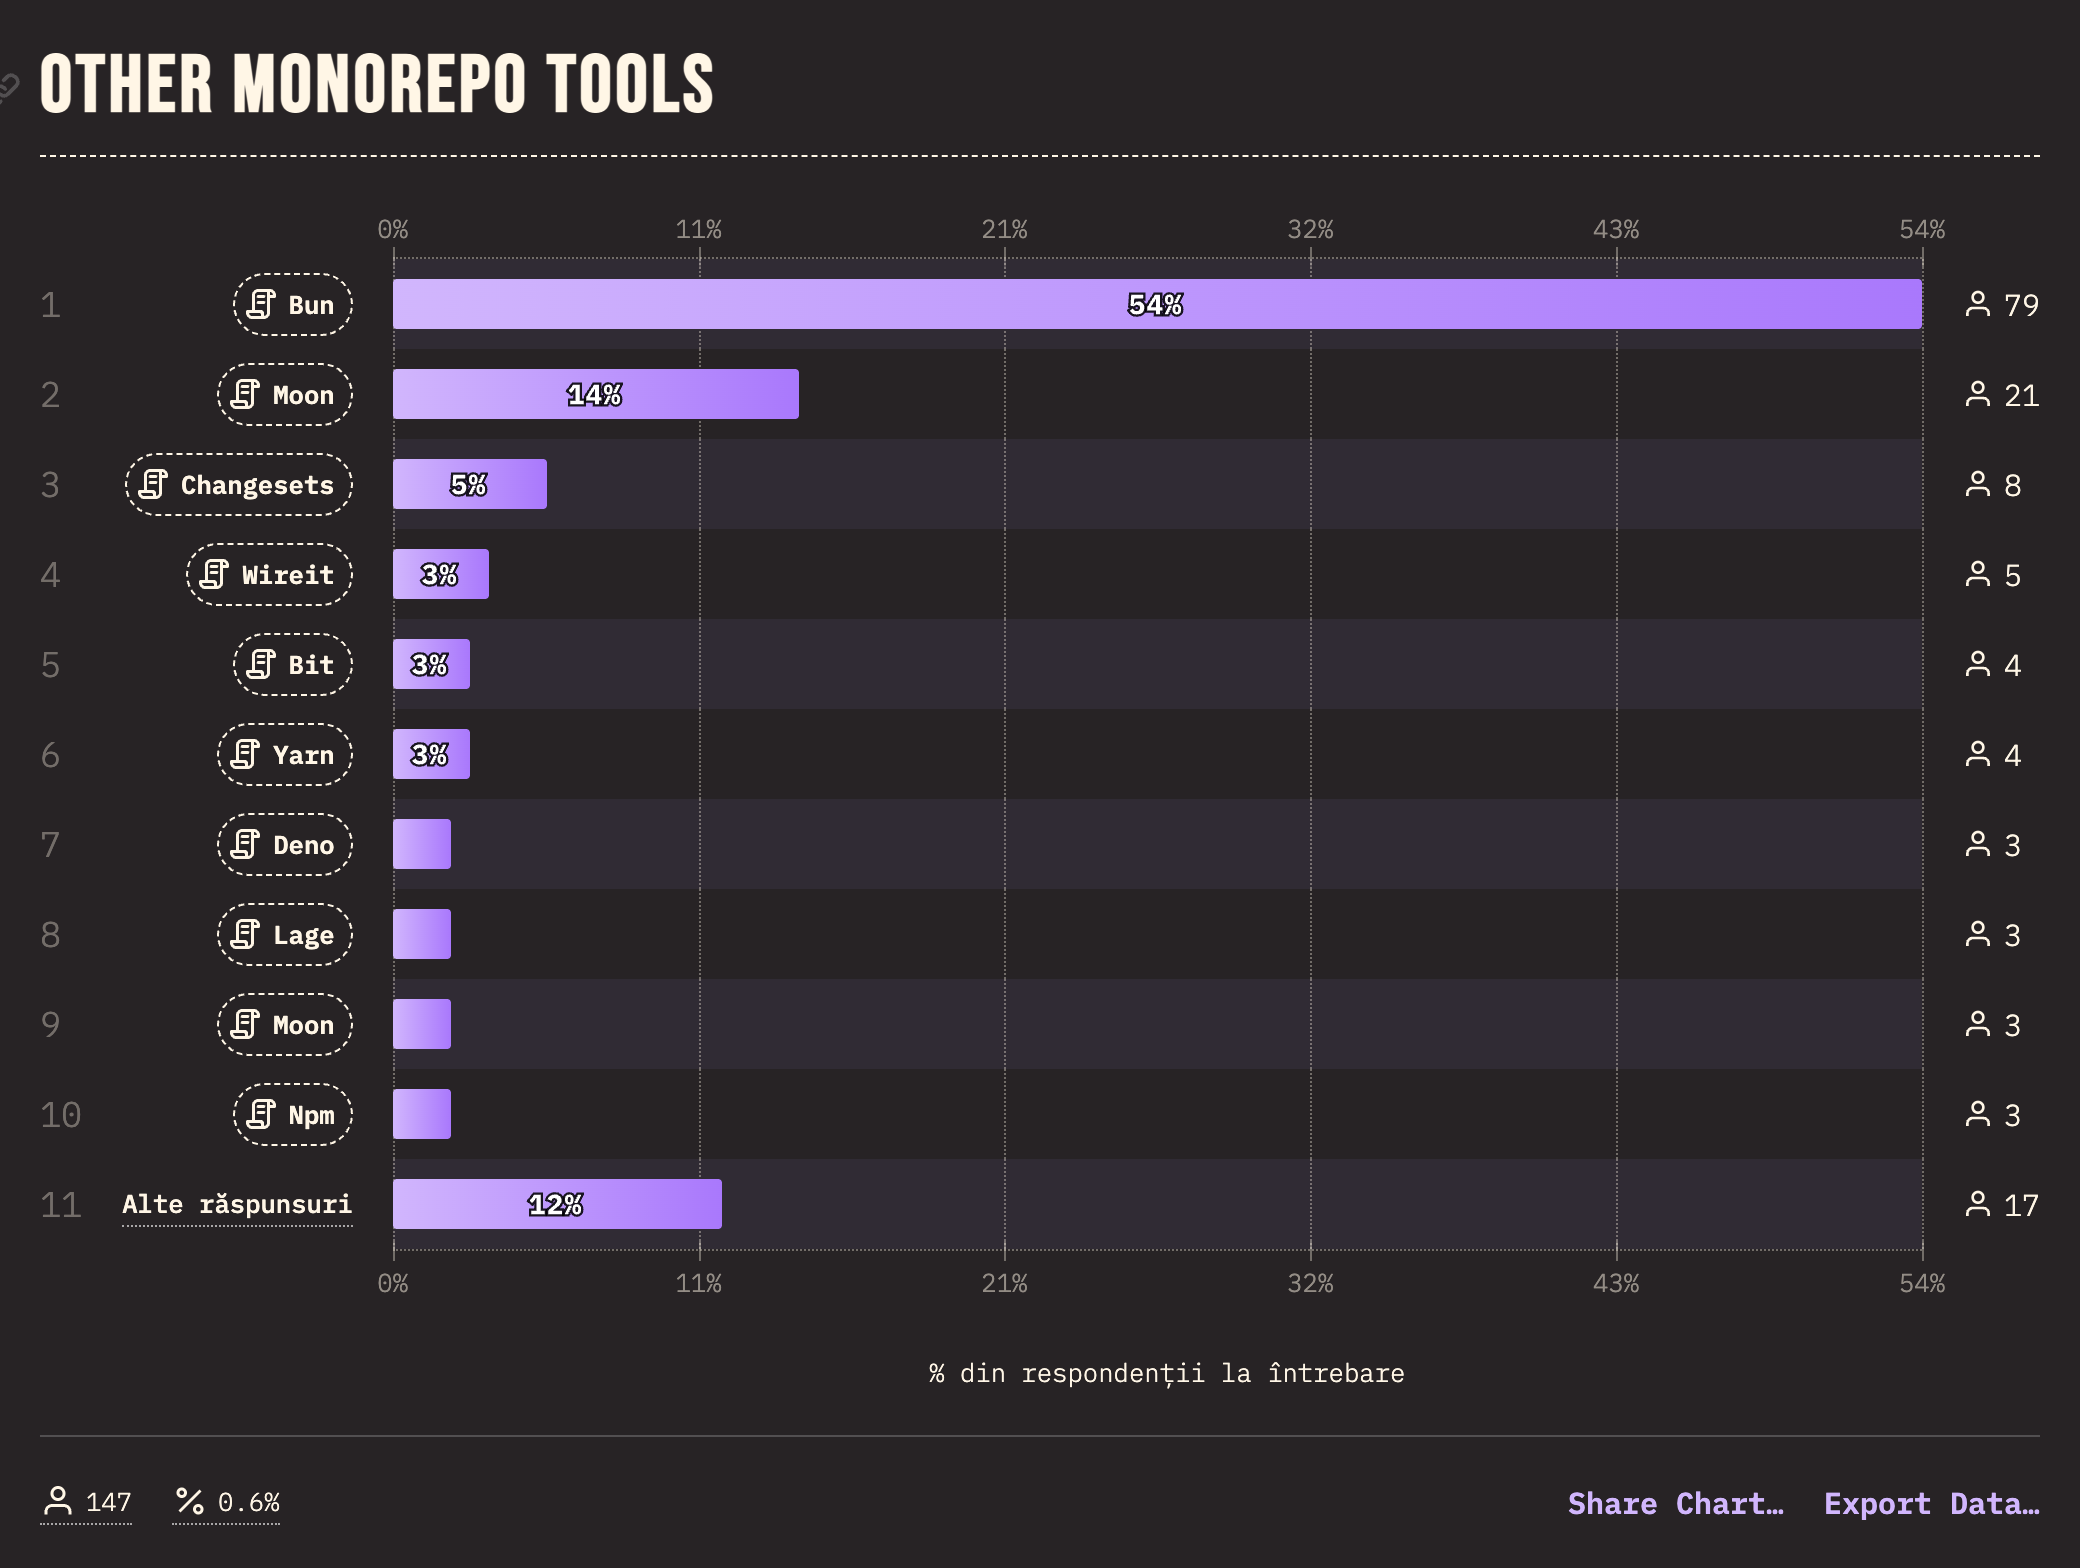 OTHER MONOREPO TOOLS
0% 11% 21% 32% 43% 54%
1 Bun 54% 79
2 Moon 14% 21
3 Changesets 5% 8
4 Wireit 3% 5
5 Bit 3% 4
6 Yarn 3% 4
7 Deno 3
8 Lage 3
9 Moon 3
10 Npm 3
11 Alte răspunsuri 12% 17
0% 11% 21% 32% 43% 54%
% din respondenții la întrebare
147 % 0.6% Share Chart… Export Data…